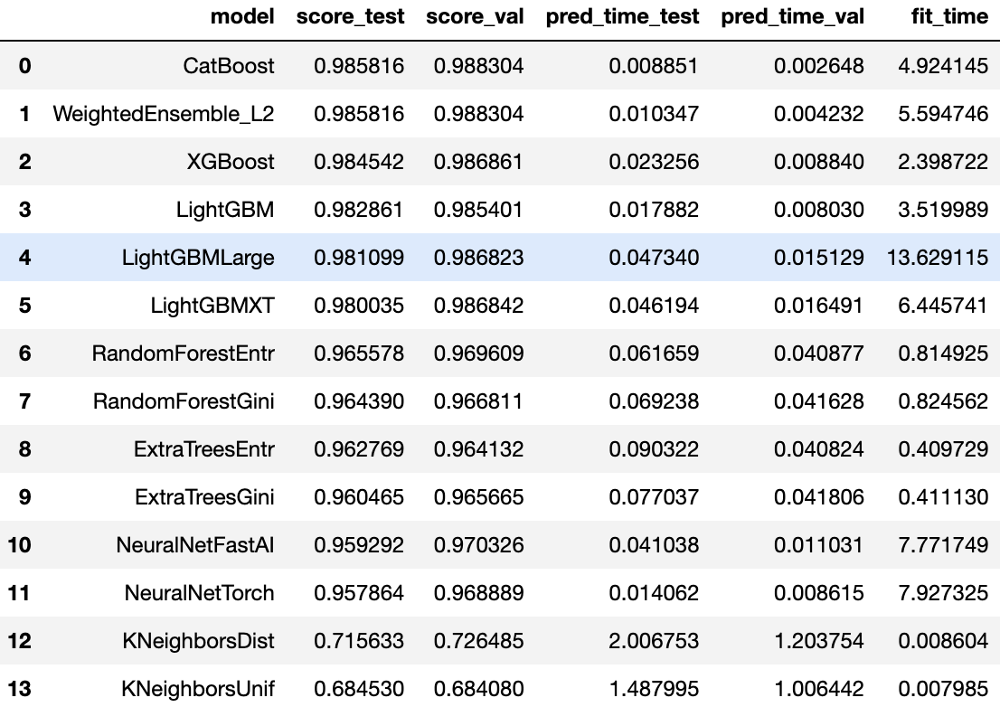 model score_test score_val pred_time_test pred_time_val fit_time
0 CatBoost 0.985816 0.988304 0.008851 0.002648 4.924145
1 WeightedEnsemble_L2 0.985816 0.988304 0.010347 0.004232 5.594746
2 XGBoost 0.984542 0.986861 0.023256 0.008840 2.398722
3 LightGBM 0.982861 0.985401 0.017882 0.008030 3.519989
4 LightGBMLarge 0.981099 0.986823 0.047340 0.015129 13.629115
5 LightGBMXT 0.980035 0.986842 0.046194 0.016491 6.445741
6 RandomForestEntr 0.965578 0.969609 0.061659 0.040877 0.814925
7 RandomForestGini 0.964390 0.966811 0.069238 0.041628 0.824562
8 ExtraTreesEntr 0.962769 0.964132 0.090322 0.040824 0.409729
9 ExtraTreesGini 0.960465 0.965665 0.077037 0.041806 0.411130
10 NeuralNetFastAI 0.959292 0.970326 0.041038 0.011031 7.771749
11 NeuralNetTorch 0.957864 0.968889 0.014062 0.008615 7.927325
12 KNeighborsDist 0.715633 0.726485 2.006753 1.203754 0.008604
13 KNeighborsUnif 0.684530 0.684080 1.487995 1.006442 0.007985